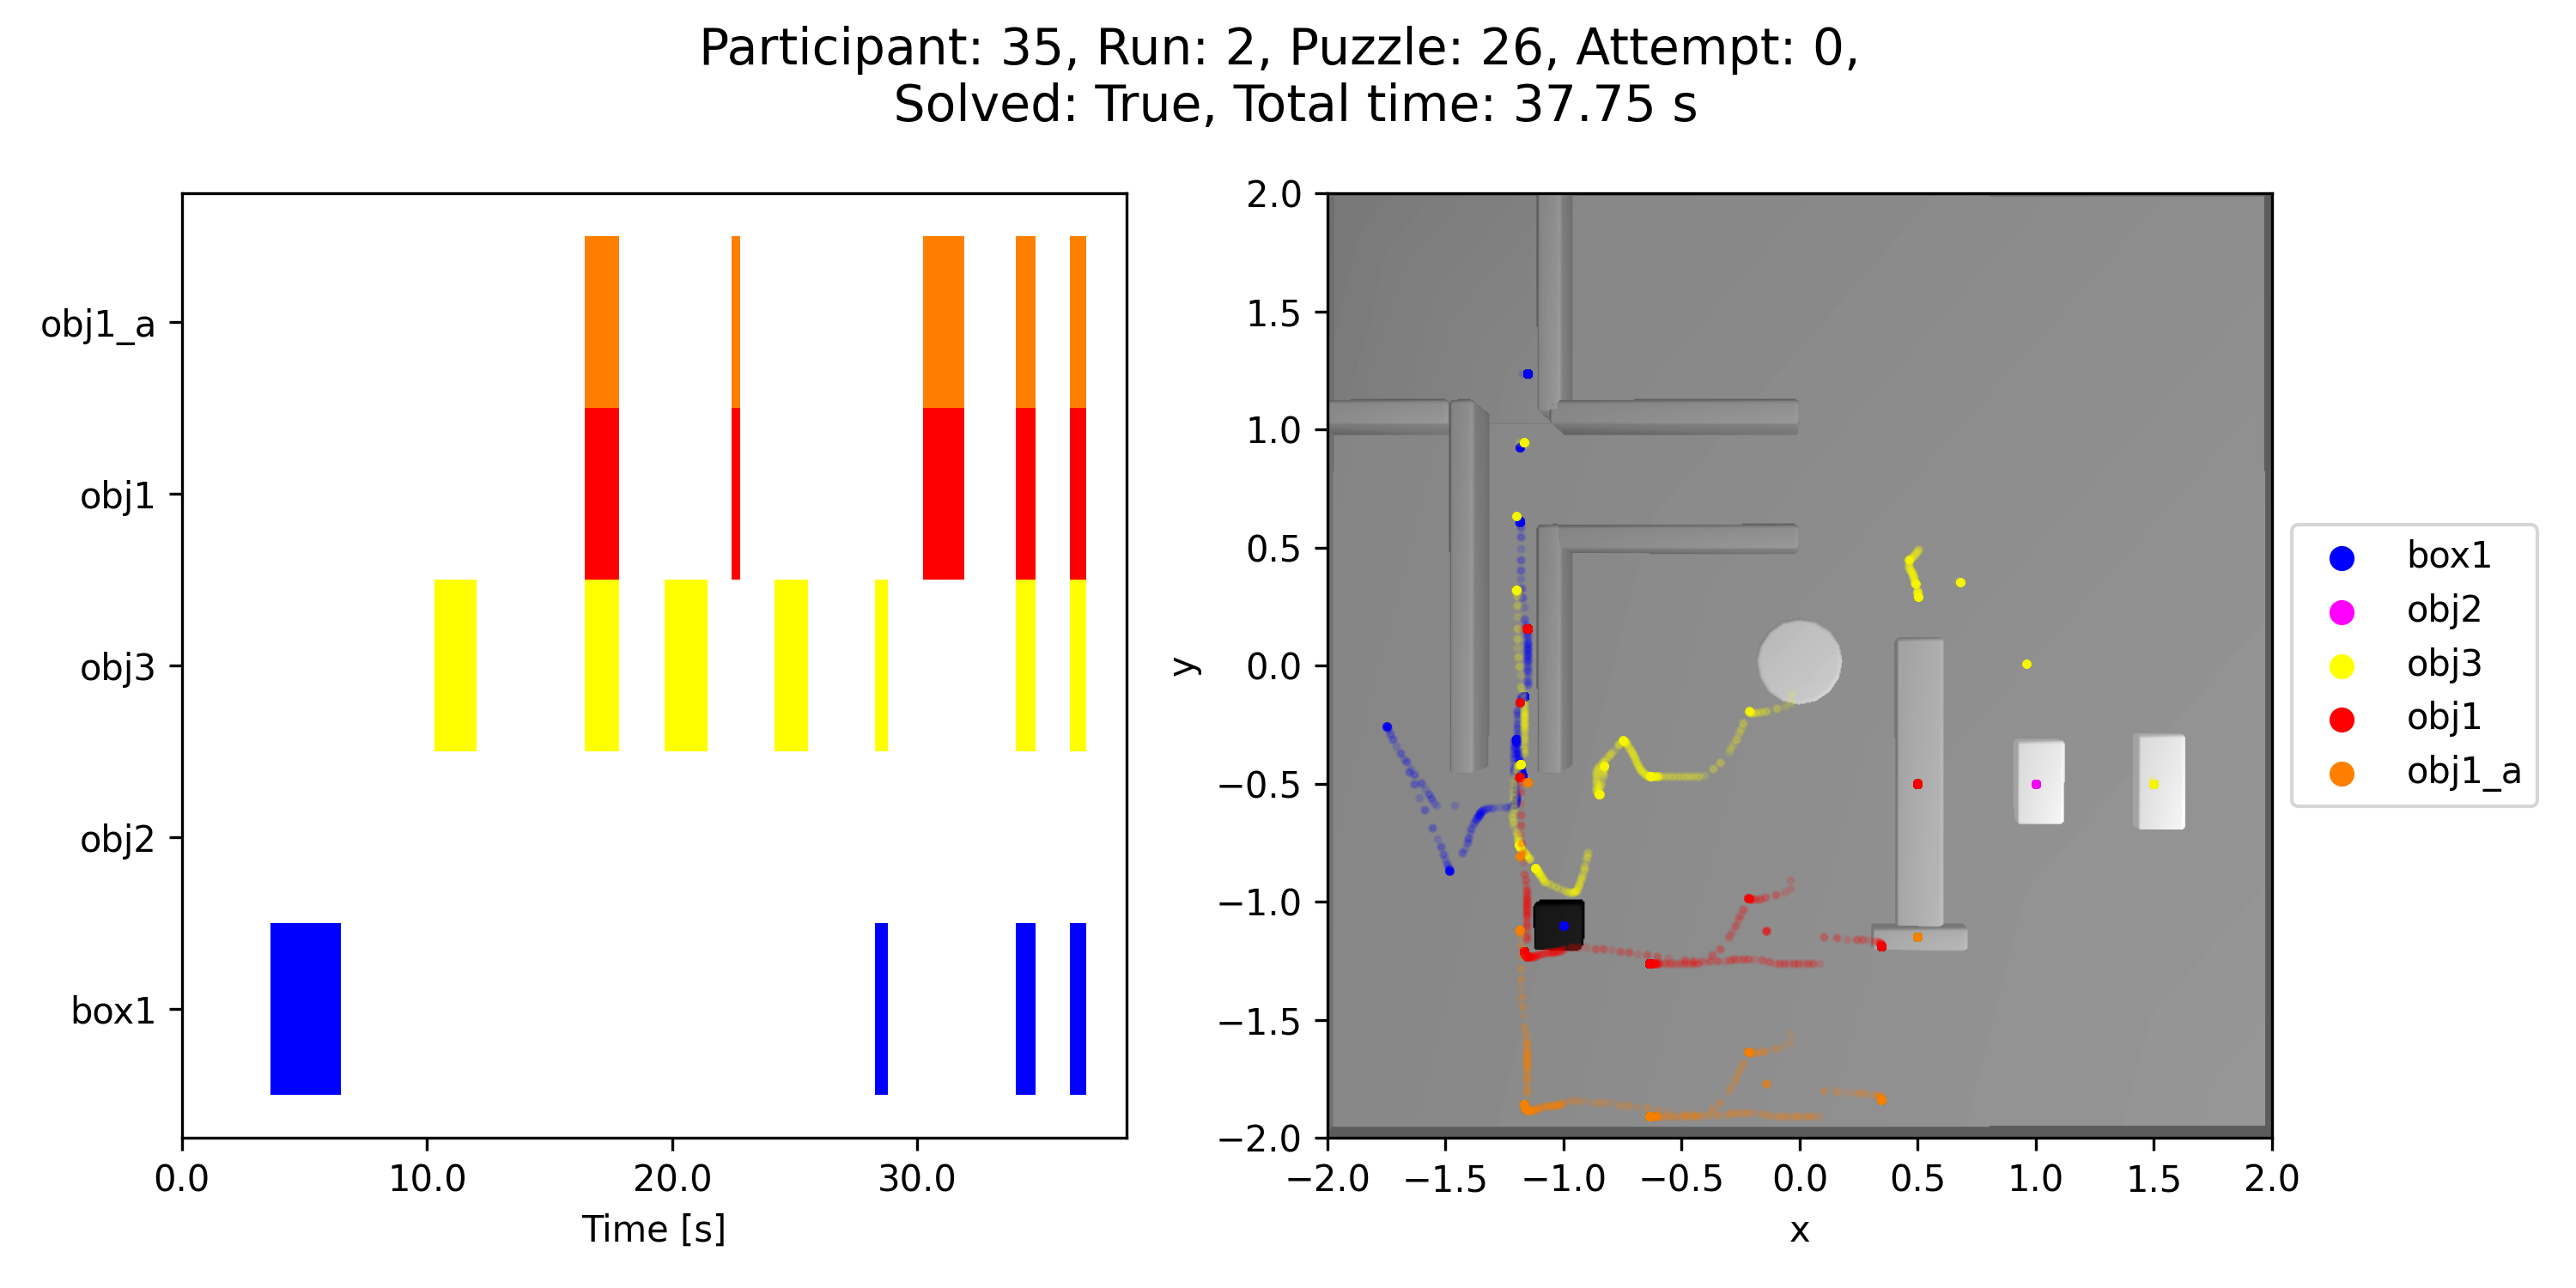 Participant: 35, Run: 2, Puzzle: 26, Attempt: 0,
Solved: True, Total time: 37.75 s
obj1_a
obj1
obj3
obj2
box1
0.0 10.0 20.0 30.0
Time [s]
2.0
1.5
1.0
0.5
0.0
−0.5
−1.0
−1.5
−2.0
y
−2.0 −1.5 −1.0 −0.5 0.0 0.5 1.0 1.5 2.0
x
box1
obj2
obj3
obj1
obj1_a